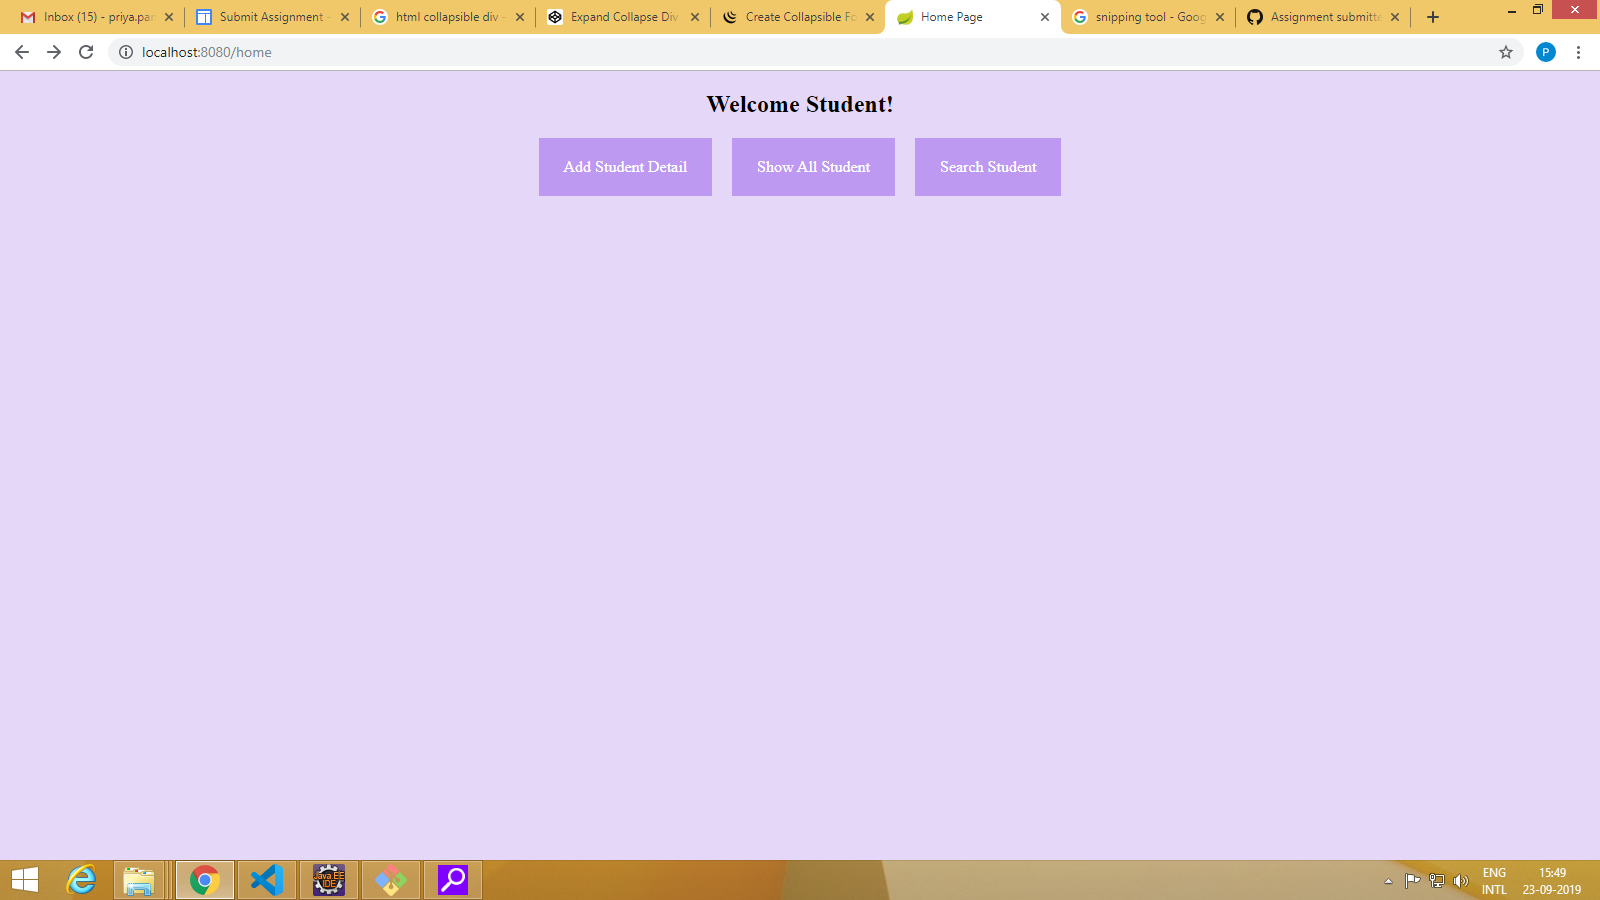 Inbox (15) - priya.pan
Submit Assignment -
html collapsible div -
Expand Collapse Div
Create Collapsible Fo
Home Page
snipping tool - Goog
Assignment submitte
localhost:8080/home
P
Welcome Student!
Add Student Detail
Show All Student
Search Student
Java EE
IDE
ENG
INTL
15:49
23-09-2019